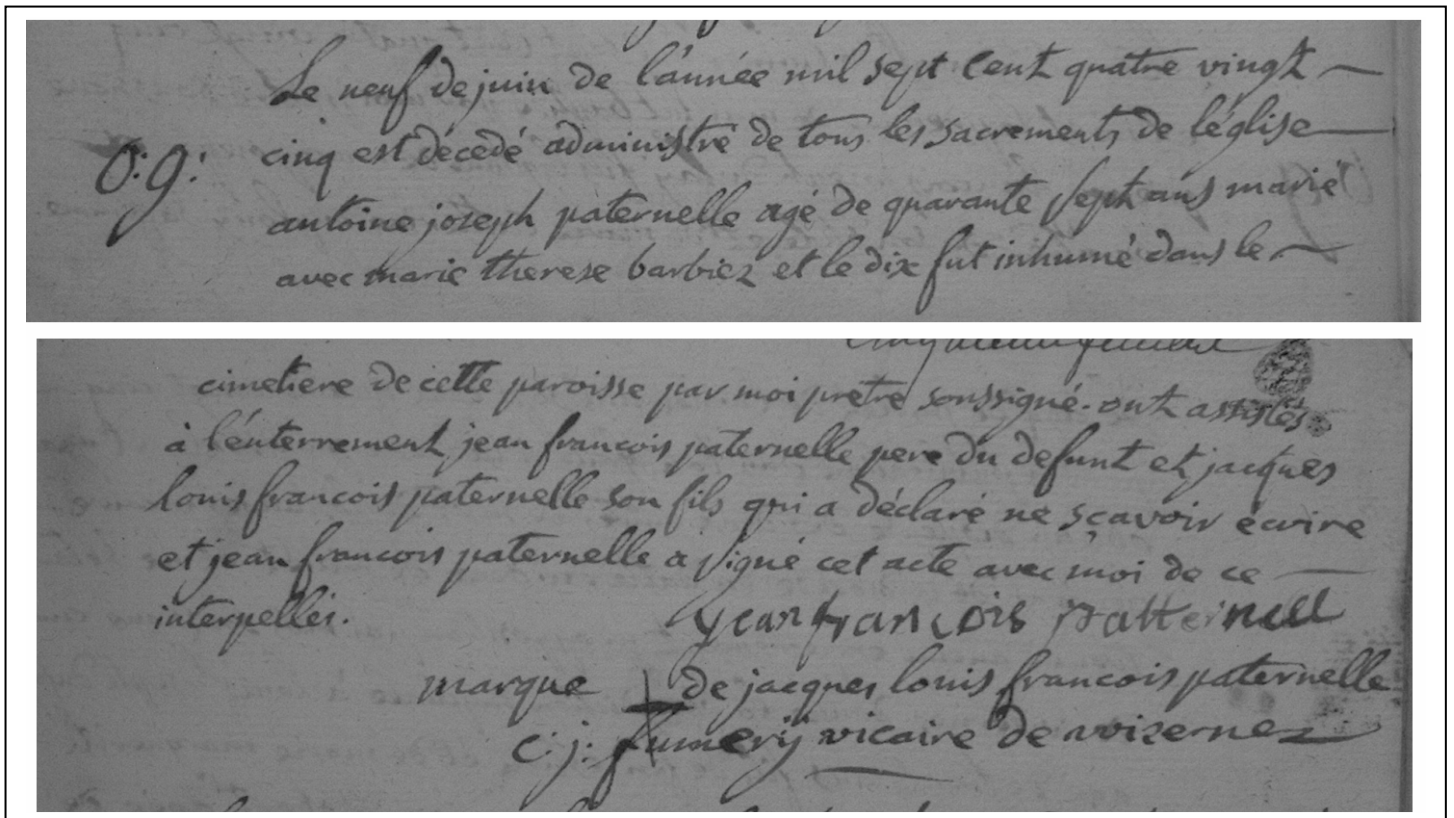 Le neuf de juin de l'année mil sept cent quatre vingt
O:g: cinq est décédé administré de tous les sacrements de l'église
antoine joseph paternelle agé de quarante sept ans marié
avec marie therese barbiez et le dix fut inhumé dans le
cimetiere de cette paroisse par moi pretre soussigné. ont assistés
à l'énterrement jean francois paternelle pere du defunt et jacques
louis francois paternelle son fils qui a déclaré ne sçavoir écrire
et jean francois paternelle a signé cet acte avec moi de ce
interpellés.
jean françois patternell
marque de jacques louis francois paternelle
c: j: fumery vicaire de wizernes